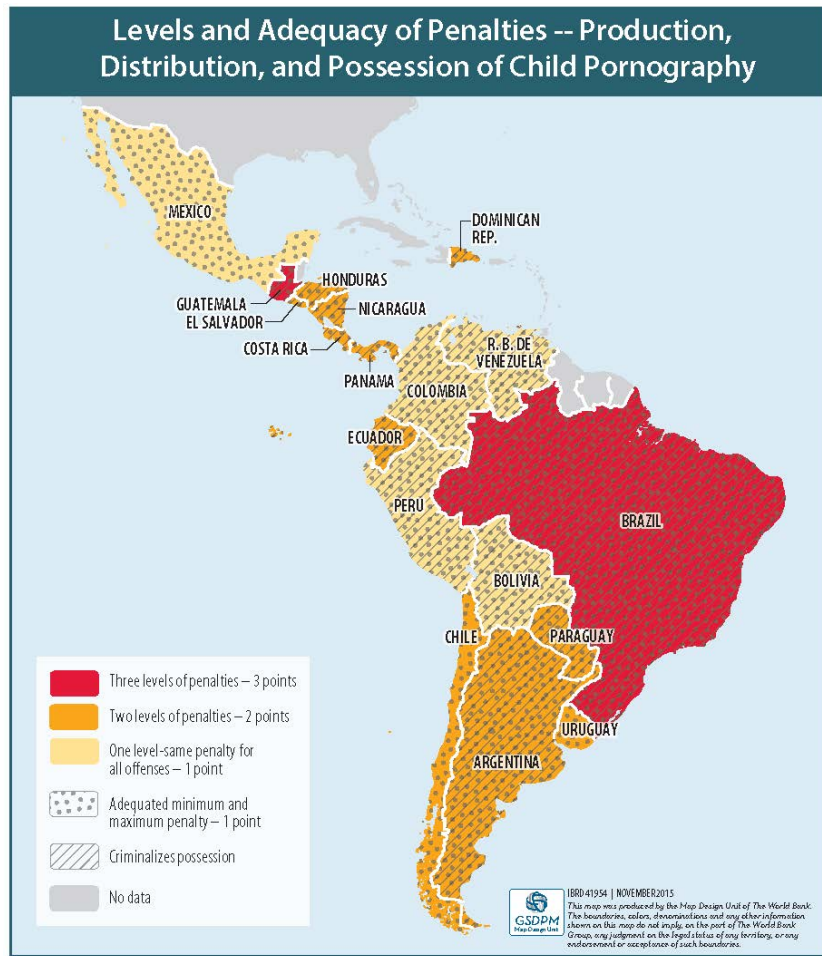 Levels and Adequacy of Penalties -- Production,
Distribution, and Possession of Child Pornography
MEXICO
DOMINICAN
REP.
HONDURAS
GUATEMALA
NICARAGUA
EL SALVADOR
COSTA RICA
R. B. DE
VENEZUELA
PANAMA
COLOMBIA
ECUADOR
PERÚ
BRAZIL
BOLIVIA
CHILE
PARAGUAY
URUGUAY
ARGENTINA
Three levels of penalties – 3 points
Two levels of penalties – 2 points
One level-same penalty for
all offenses – 1 point
Adequated minimum and
maximum penalty – 1 point
Criminalizes possession
No data
GSDPM
Map Design Unit
IBRD 41954 | NOVEMBER 2015
This map was produced by the Map Design Unit of The World Bank.
The boundaries, colors, denominations and any other information
shown on this map do not imply, on the part of The World Bank
Group, any judgment on the legal status of any territory, or any
endorsement or acceptance of such boundaries.